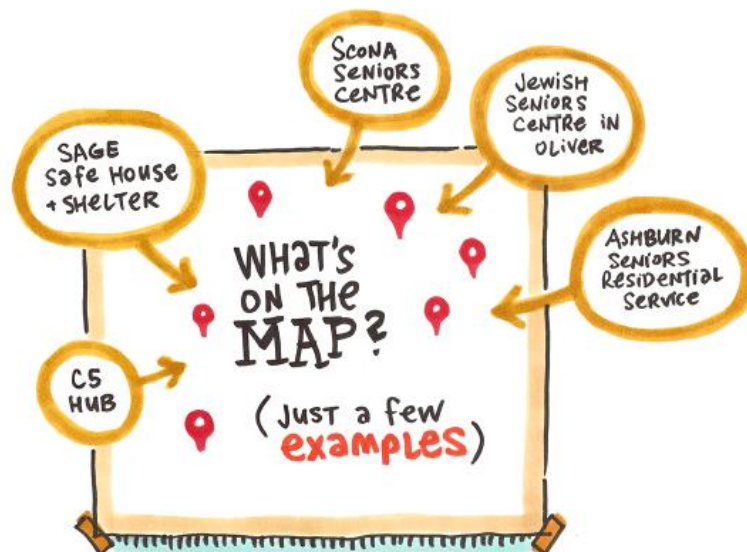 SCONA
SENIORS
CENTRE
JEWISH
SENIORS
CENTRE IN
OLIVER
SAGE
Safe HOUSE
+ SHELTER
ASHBURN
SENIORS
RESIDENTIAL
SERVICE
C5
HUB
WHAT'S
ON THE
MAP?
(JUST a few
examples)